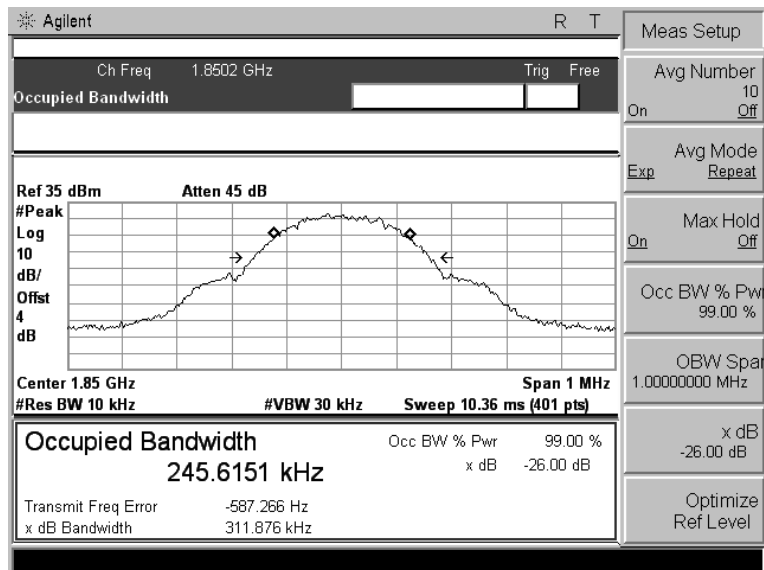 Agilent
R T
Ch Freq 1.8502 GHz Trig Free
Occupied Bandwidth
Ref 35 dBm Atten 45 dB
#Peak
Log
10
dB/
Offst
4
dB
Center 1.85 GHz Span 1 MHz
#Res BW 10 kHz #VBW 30 kHz Sweep 10.36 ms (401 pts)
Occupied Bandwidth
245.6151 kHz
Occ BW % Pwr 99.00 %
x dB -26.00 dB
Transmit Freq Error -587.266 Hz
x dB Bandwidth 311.876 kHz
Meas Setup
Avg Number
10
On Off
Avg Mode
Exp Repeat
Max Hold
On Off
Occ BW % Pwr
99.00 %
OBW Spa
1.00000000 MHz
x dB
-26.00 dB
Optimize
Ref Level